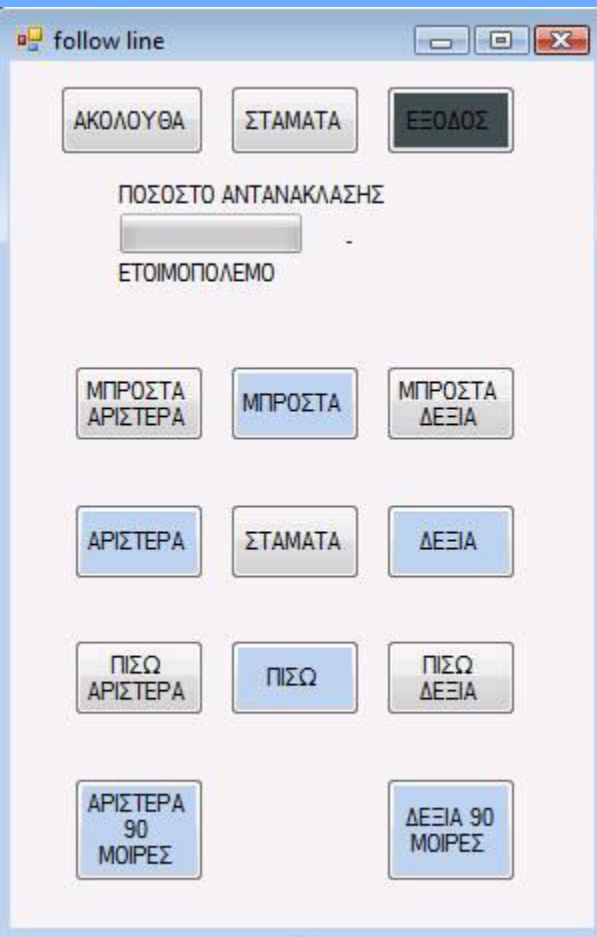 follow line
ΑΚΟΛΟΥΘΑ
ΣΤΑΜΑΤΑ
ΕΞΟΔΟΣ
ΠΟΣΟΣΤΟ ΑΝΤΑΝΑΚΛΑΣΗΣ
-
ΕΤΟΙΜΟΠΟΛΕΜΟ
ΜΠΡΟΣΤΑ
ΑΡΙΣΤΕΡΑ
ΜΠΡΟΣΤΑ
ΜΠΡΟΣΤΑ
ΔΕΞΙΑ
ΑΡΙΣΤΕΡΑ
ΣΤΑΜΑΤΑ
ΔΕΞΙΑ
ΠΙΣΩ
ΑΡΙΣΤΕΡΑ
ΠΙΣΩ
ΠΙΣΩ
ΔΕΞΙΑ
ΑΡΙΣΤΕΡΑ
90
ΜΟΙΡΕΣ
ΔΕΞΙΑ 90
ΜΟΙΡΕΣ